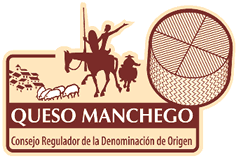 QUESO MANCHEGO
Consejo Regulador de la Denominación de Origen